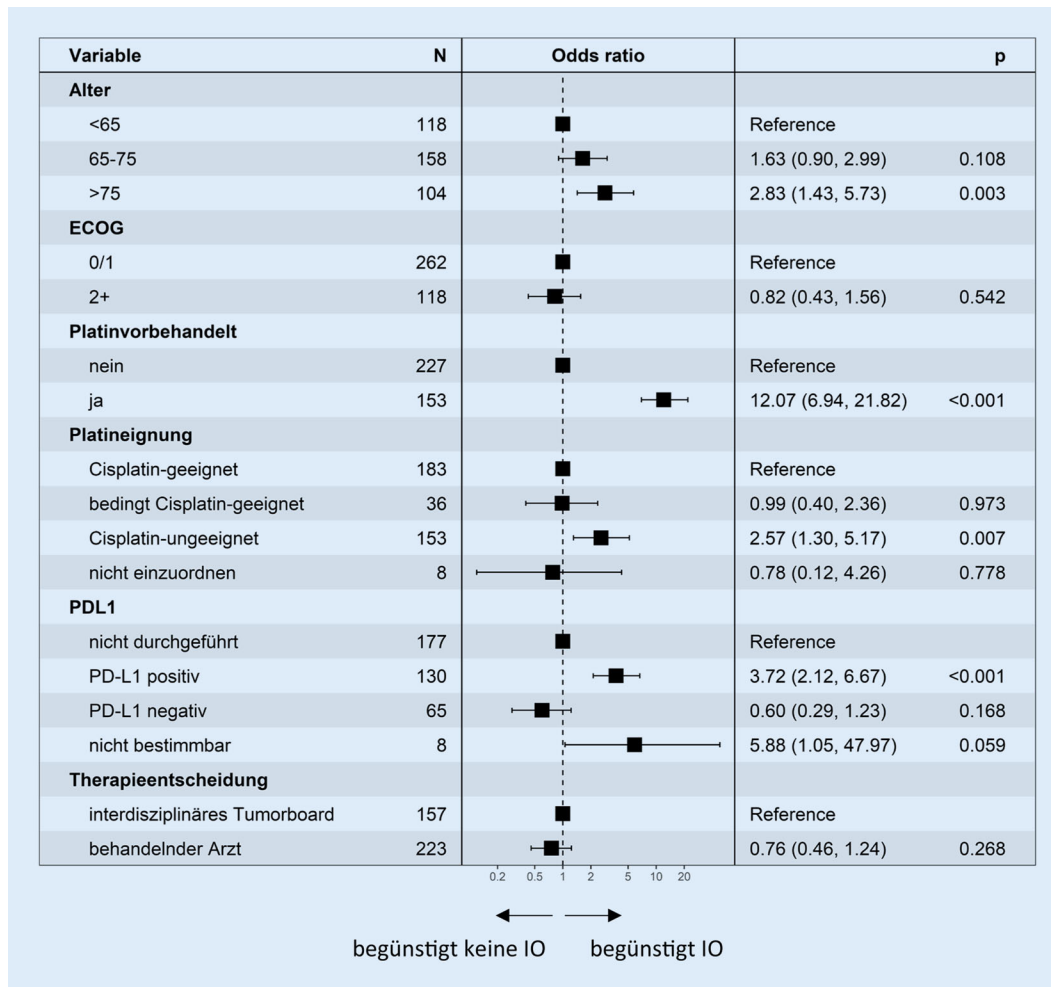 Variable N Odds ratio p
Alter
<65 118 Reference
65-75 158 1.63 (0.90, 2.99) 0.108
>75 104 2.83 (1.43, 5.73) 0.003
ECOG
0/1 262 Reference
2+ 118 0.82 (0.43, 1.56) 0.542
Platinvorbehandelt
nein 227 Reference
ja 153 12.07 (6.94, 21.82) <0.001
Platineignung
Cisplatin-geeignet 183 Reference
bedingt Cisplatin-geeignet 36 0.99 (0.40, 2.36) 0.973
Cisplatin-ungeeignet 153 2.57 (1.30, 5.17) 0.007
nicht einzuordnen 8 0.78 (0.12, 4.26) 0.778
PDL1
nicht durchgeführt 177 Reference
PD-L1 positiv 130 3.72 (2.12, 6.67) <0.001
PD-L1 negativ 65 0.60 (0.29, 1.23) 0.168
nicht bestimmbar 8 5.88 (1.05, 47.97) 0.059
Therapieentscheidung
interdisziplinäres Tumorboard 157 Reference
behandelnder Arzt 223 0.76 (0.46, 1.24) 0.268
0.2 0.5 1 2 5 10 20
begünstigt keine IO begünstigt IO